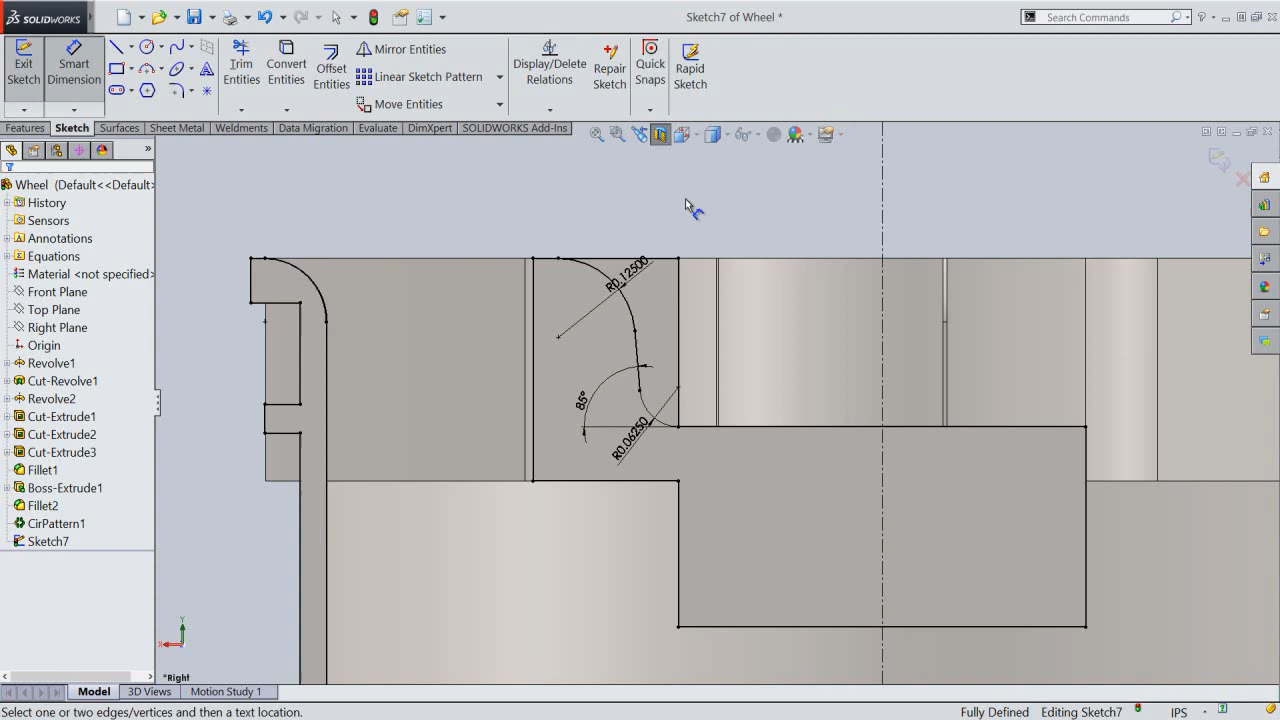 SOLIDWORKS
Sketch7 of Wheel *
Search Commands
Exit Sketch
Smart Dimension
Trim Entities
Convert Entities
Offset Entities
Mirror Entities
Linear Sketch Pattern
Move Entities
Display/Delete Relations
Repair Sketch
Quick Snaps
Rapid Sketch
Features
Sketch
Surfaces
Sheet Metal
Weldments
Data Migration
Evaluate
DimXpert
SOLIDWORKS Add-Ins
Wheel (Default<<Default>
History
Sensors
Annotations
Equations
Material <not specified>
Front Plane
Top Plane
Right Plane
Origin
Revolve1
Cut-Revolve1
Revolve2
Cut-Extrude1
Cut-Extrude2
Cut-Extrude3
Fillet1
Boss-Extrude1
Fillet2
CirPattern1
Sketch7
R0.12500
85°
R0.06250
Y
X
*Right
Model
3D Views
Motion Study 1
Select one or two edges/vertices and then a text location.
Fully Defined
Editing Sketch7
IPS